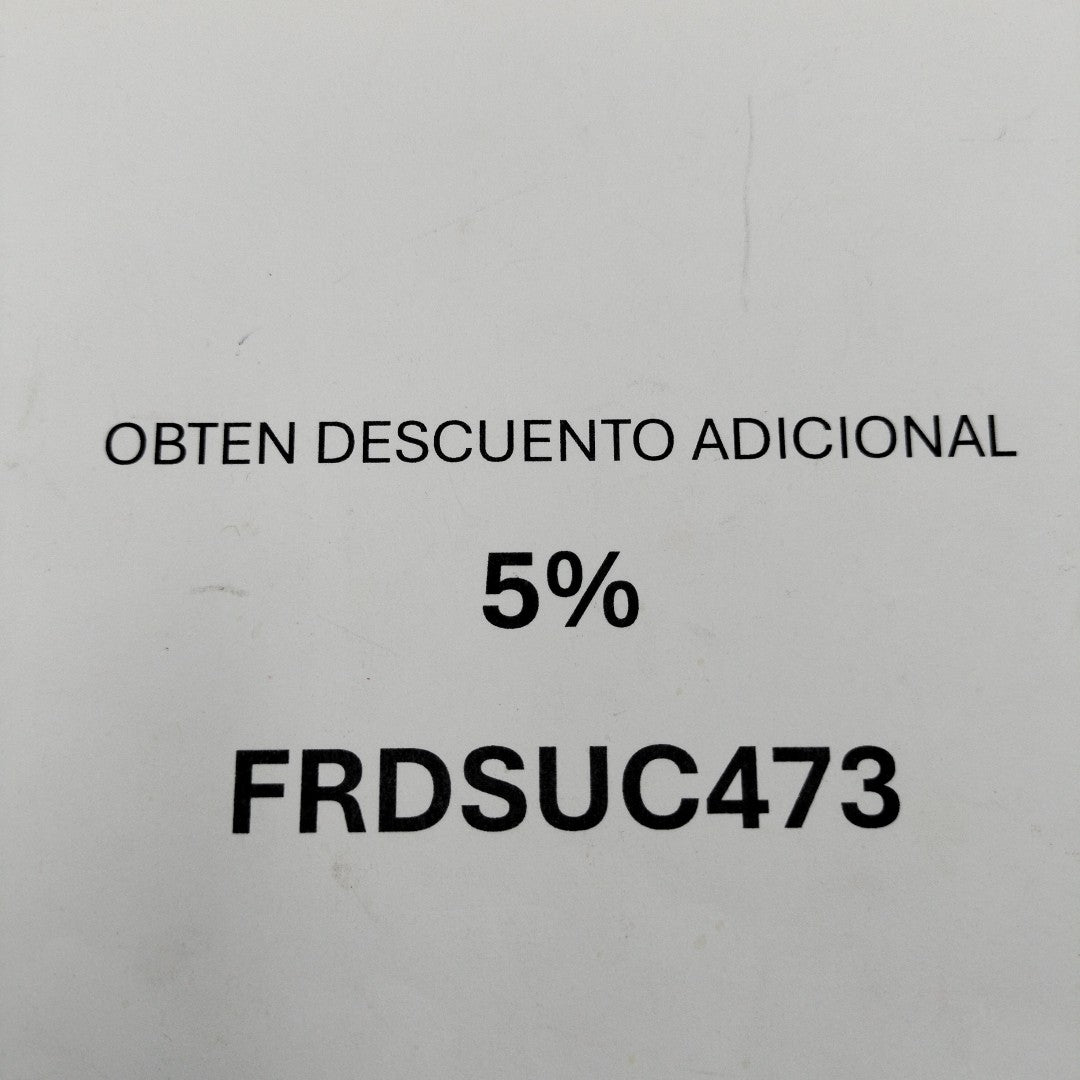 OBTEN DESCUENTO ADICIONAL
5%
FRDSUC473